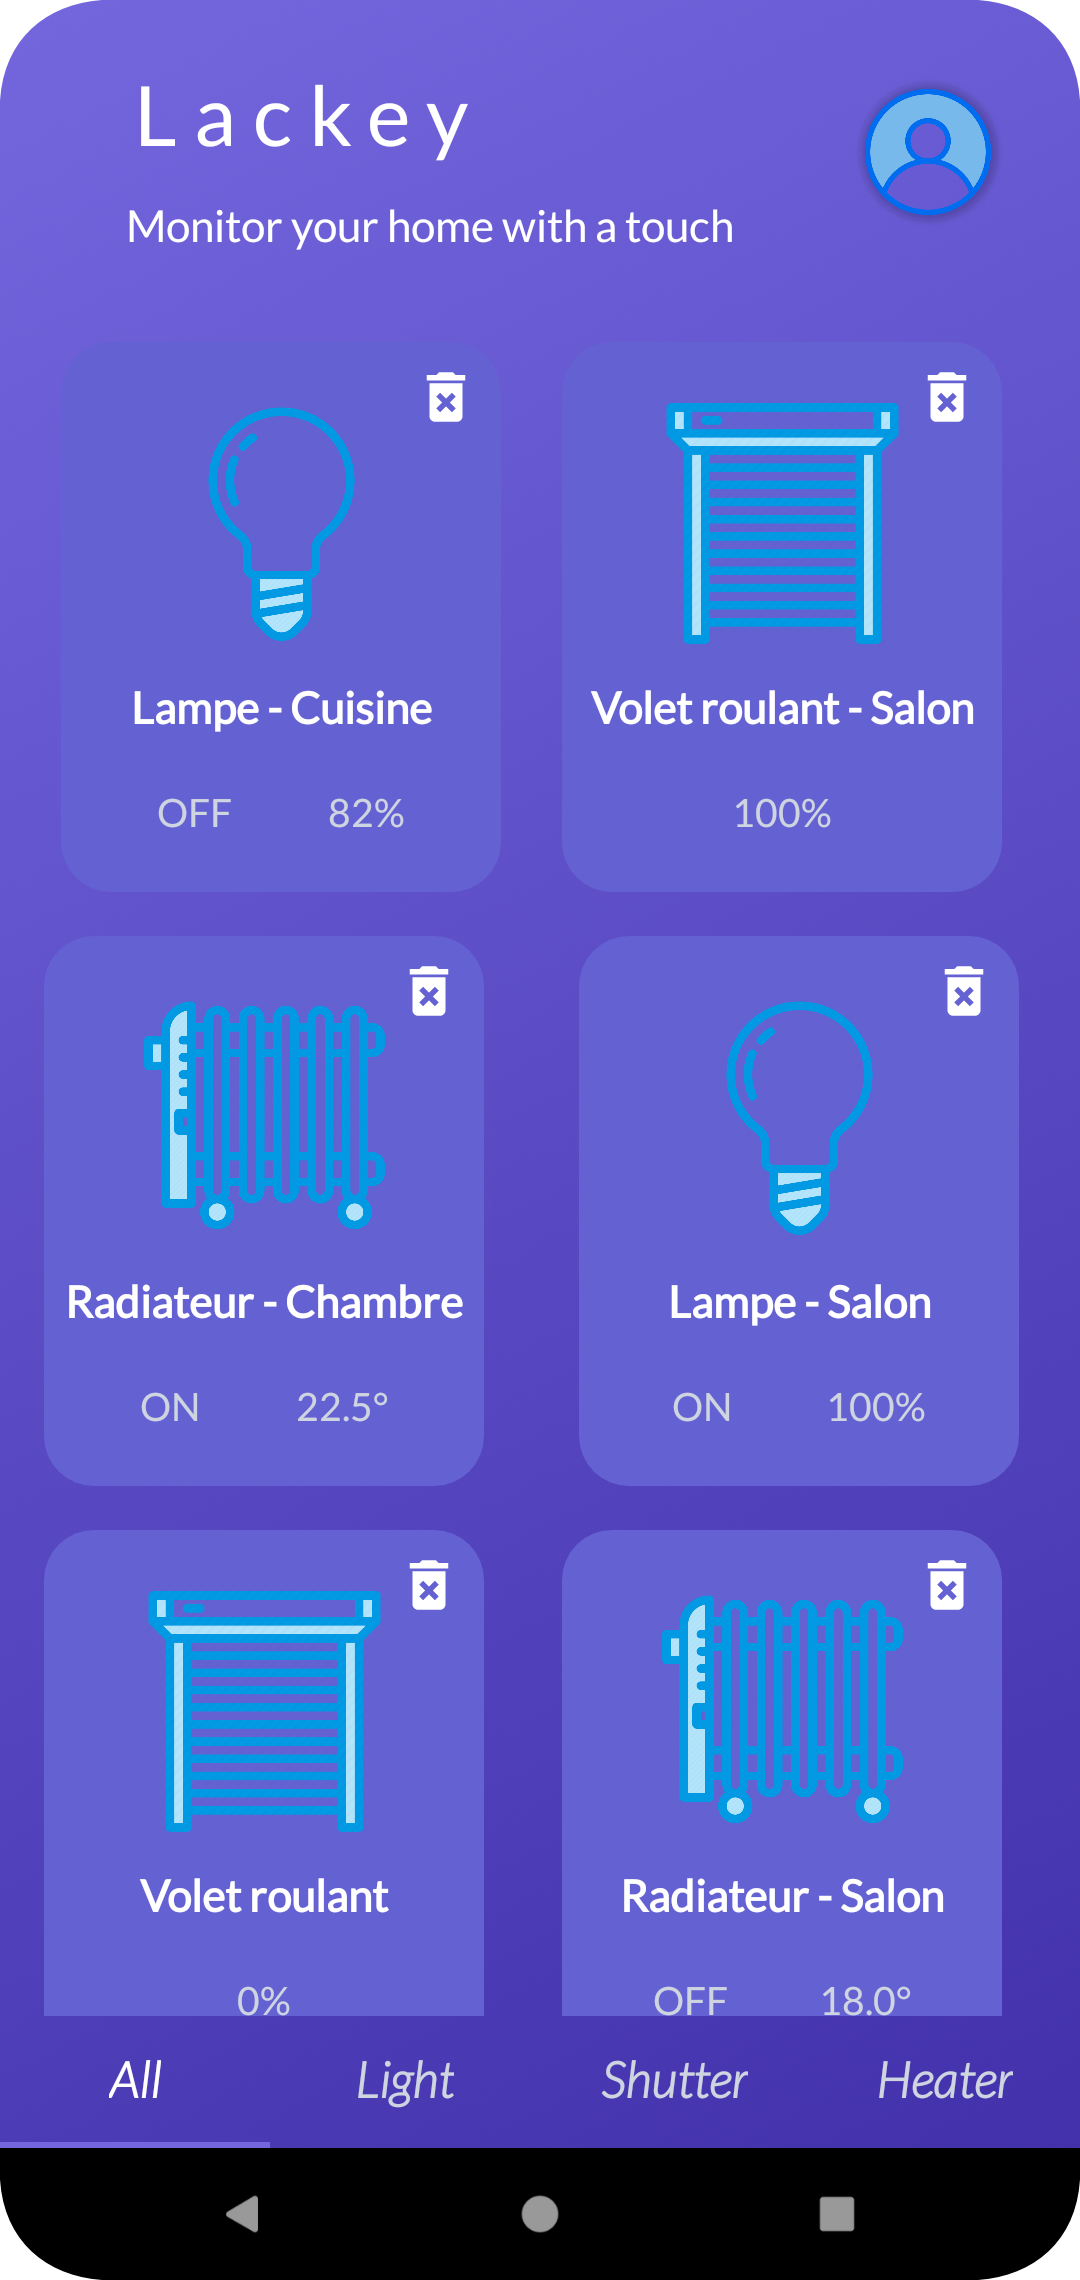 Lackey
Monitor your home with a touch
Lampe - Cuisine
OFF 82%
Volet roulant - Salon
100%
Radiateur - Chambre
ON 22.5°
Lampe - Salon
ON 100%
Volet roulant
0%
Radiateur - Salon
OFF 18.0°
All Light Shutter Heater